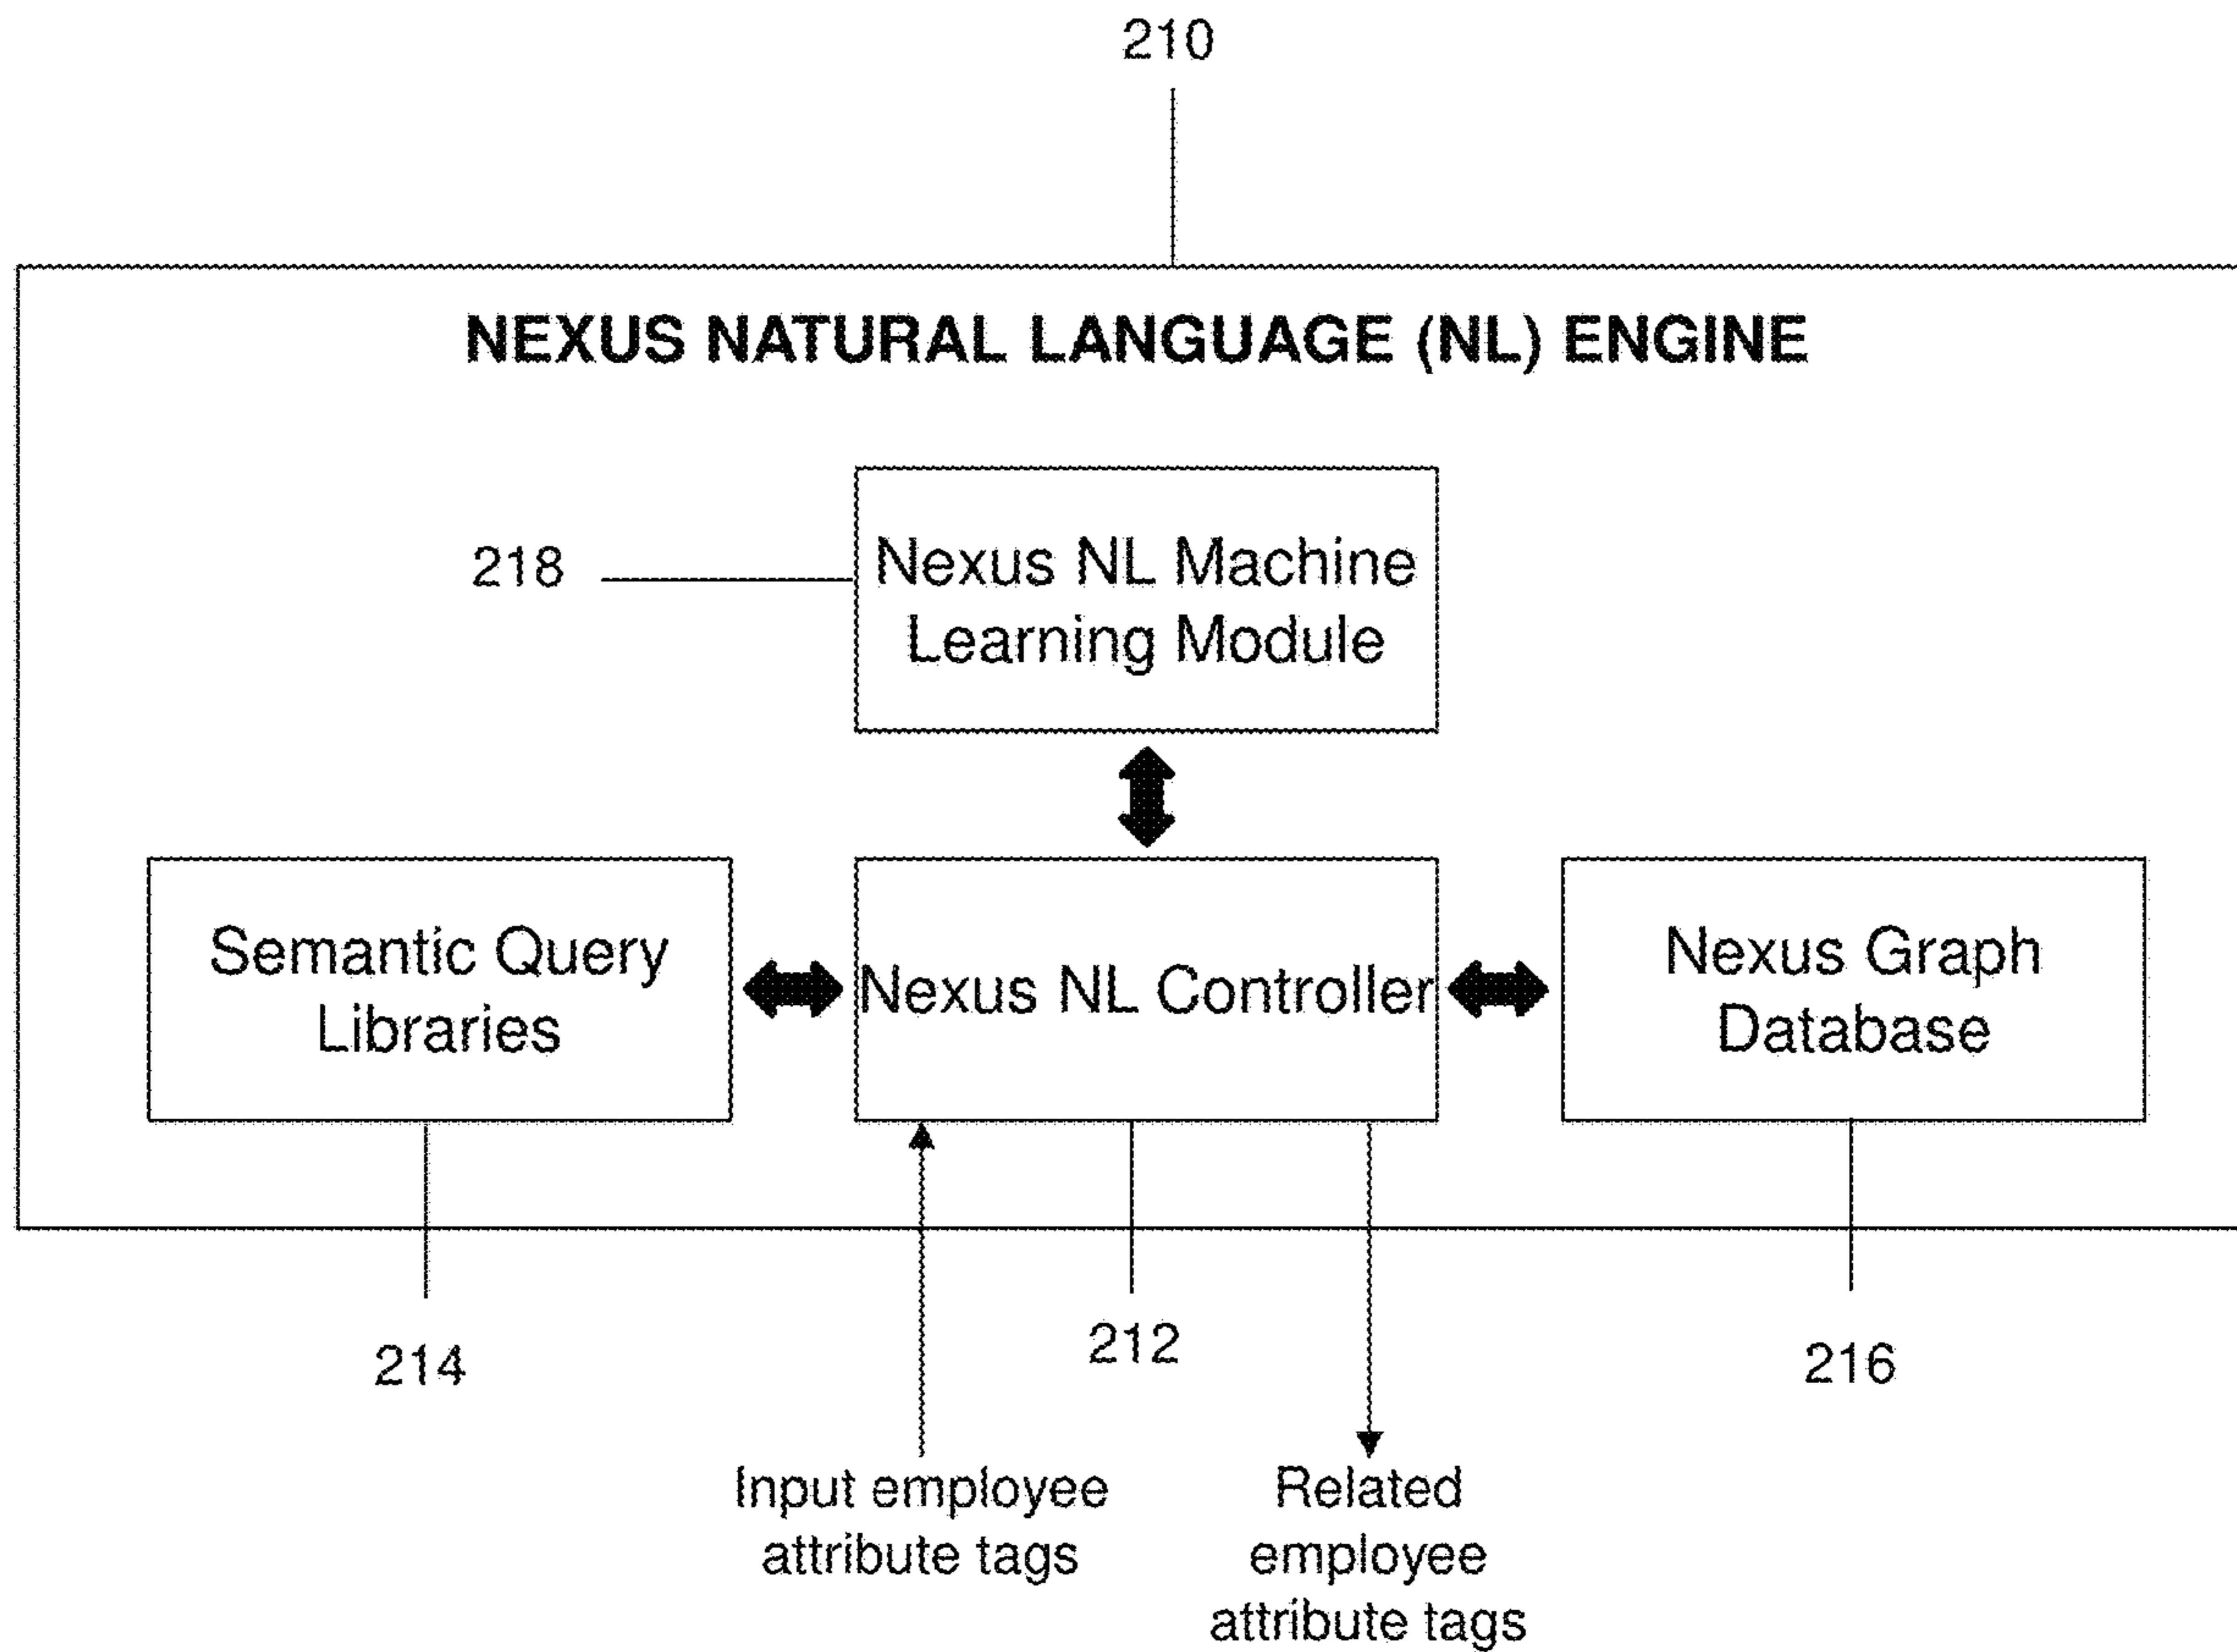 210
NEXUS NATURAL LANGUAGE (NL) ENGINE
218
Nexus NL Machine
Learning Module
Semantic Query
Libraries
Nexus NL Controller
Nexus Graph
Database
214
212
216
Input employee
attribute tags
Related
employee
attribute tags